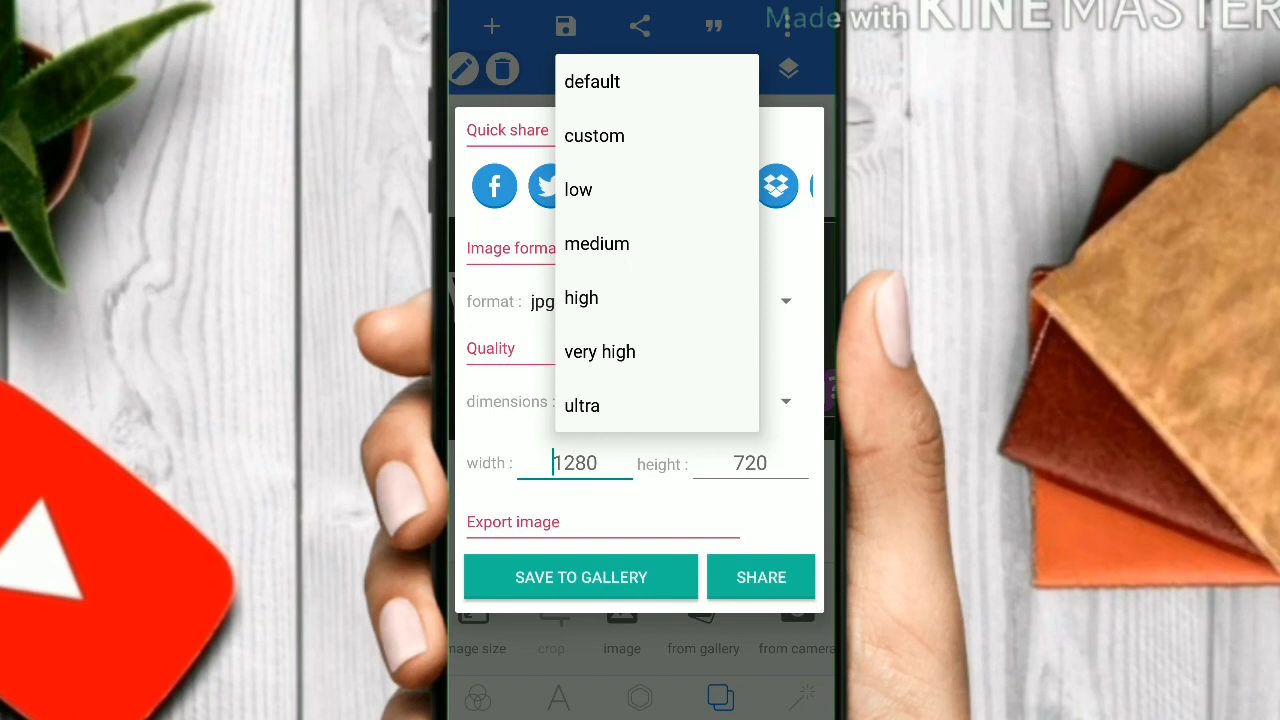 Made with KINEMASTER
default
Quick share
custom
low
medium
Image forma
high
format : jpg
Quality
very high
dimensions :
ultra
width : 1280 height : 720
Export image
SAVE TO GALLERY SHARE
mage size crop image from gallery from camera